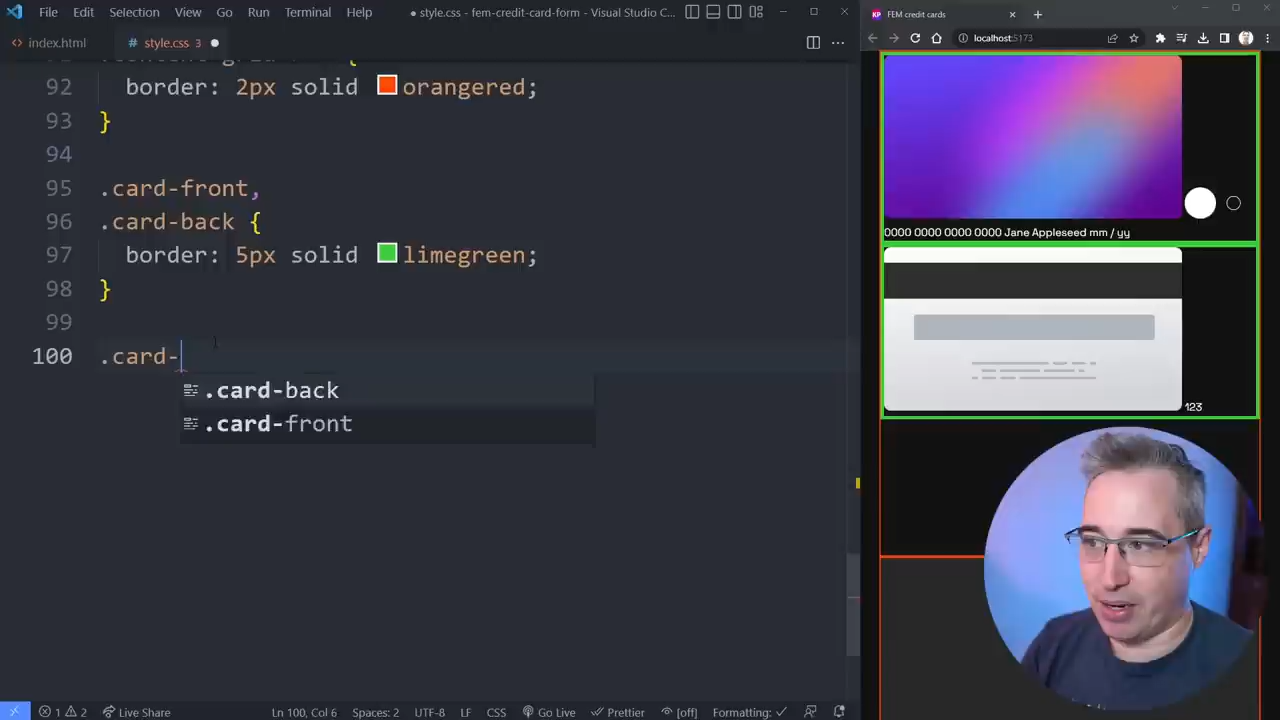 File Edit Selection View Go Run Terminal Help ● style.css - fem-credit-card-form - Visual Studio C...
FEM credit cards
localhost:5173
<> index.html # style.css 3 ●
92 border: 2px solid orangered;
93 }
94
95 .card-front,
96 .card-back {
97 border: 5px solid limegreen;
98 }
99
100 .card-
.card-back
.card-front
0000 0000 0000 0000 Jane Appleseed mm / yy
123
1 2 Live Share Ln 100, Col 6 Spaces: 2 UTF-8 LF CSS Go Live Prettier [off] Formatting: ✓